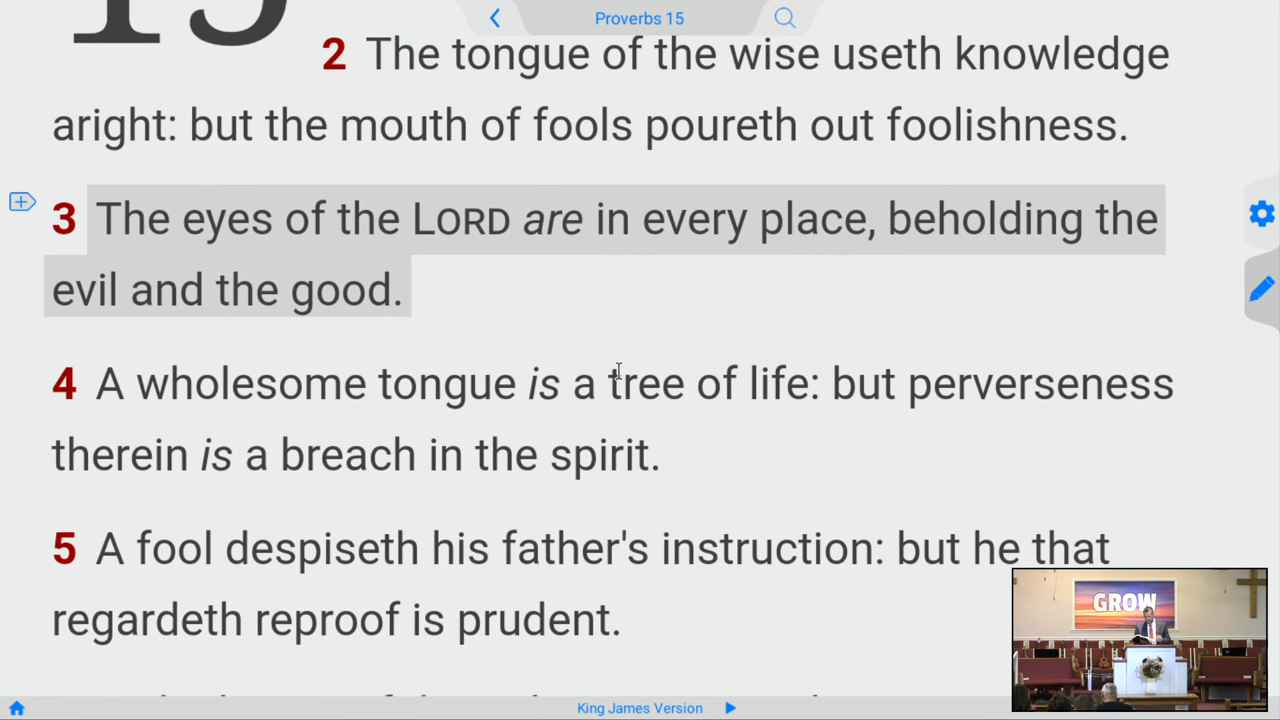 15
Proverbs 15
2 The tongue of the wise useth knowledge
aright: but the mouth of fools poureth out foolishness.
3 The eyes of the LORD are in every place, beholding the
evil and the good.
4 A wholesome tongue is a tree of life: but perverseness
therein is a breach in the spirit.
5 A fool despiseth his father's instruction: but he that
regardeth reproof is prudent.
GROW
King James Version